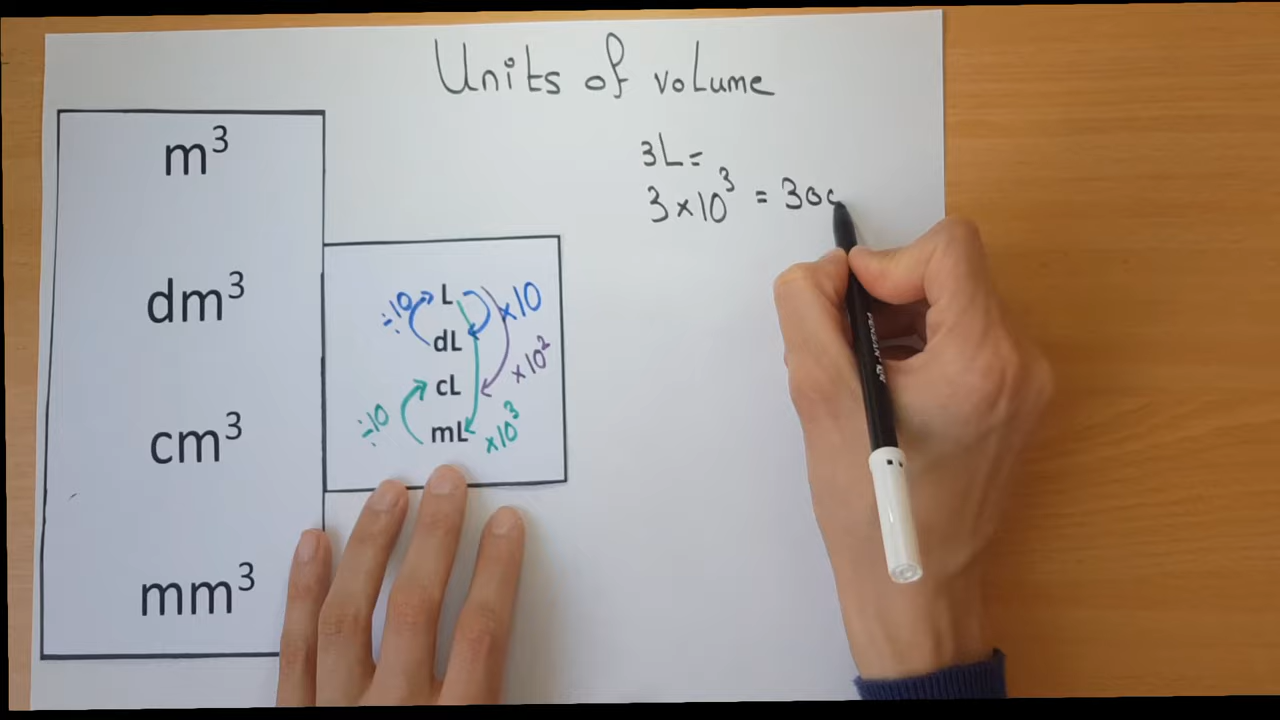 Units of volume
m³
dm³
cm³
mm³
3L =
3 × 10³ = 300
÷10 L ×10
dL
×10²
cL
÷10 mL ×10³